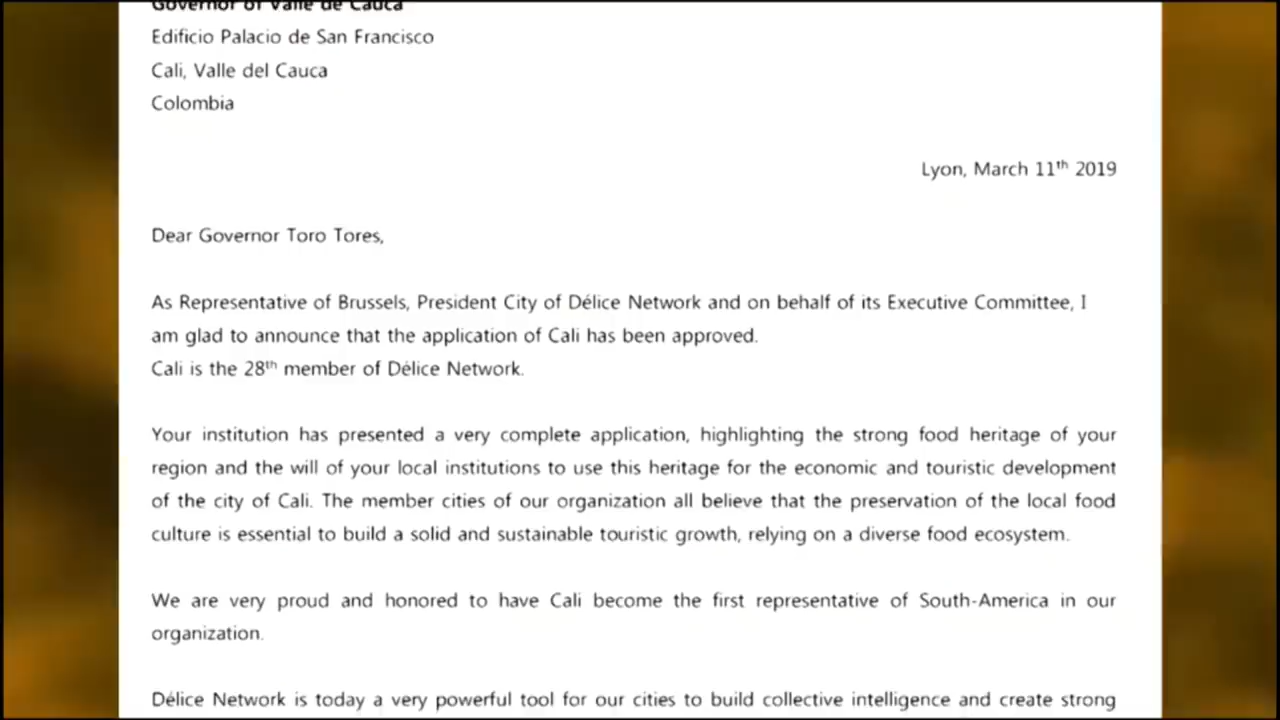 Governor of Valle de Cauca
Edificio Palacio de San Francisco
Cali, Valle del Cauca
Colombia
Lyon, March 11th 2019
Dear Governor Toro Tores,
As Representative of Brussels, President City of Délice Network and on behalf of its Executive Committee, I
am glad to announce that the application of Cali has been approved.
Cali is the 28th member of Délice Network.
Your institution has presented a very complete application, highlighting the strong food heritage of your
region and the will of your local institutions to use this heritage for the economic and touristic development
of the city of Cali. The member cities of our organization all believe that the preservation of the local food
culture is essential to build a solid and sustainable touristic growth, relying on a diverse food ecosystem.
We are very proud and honored to have Cali become the first representative of South-America in our
organization.
Délice Network is today a very powerful tool for our cities to build collective intelligence and create strong